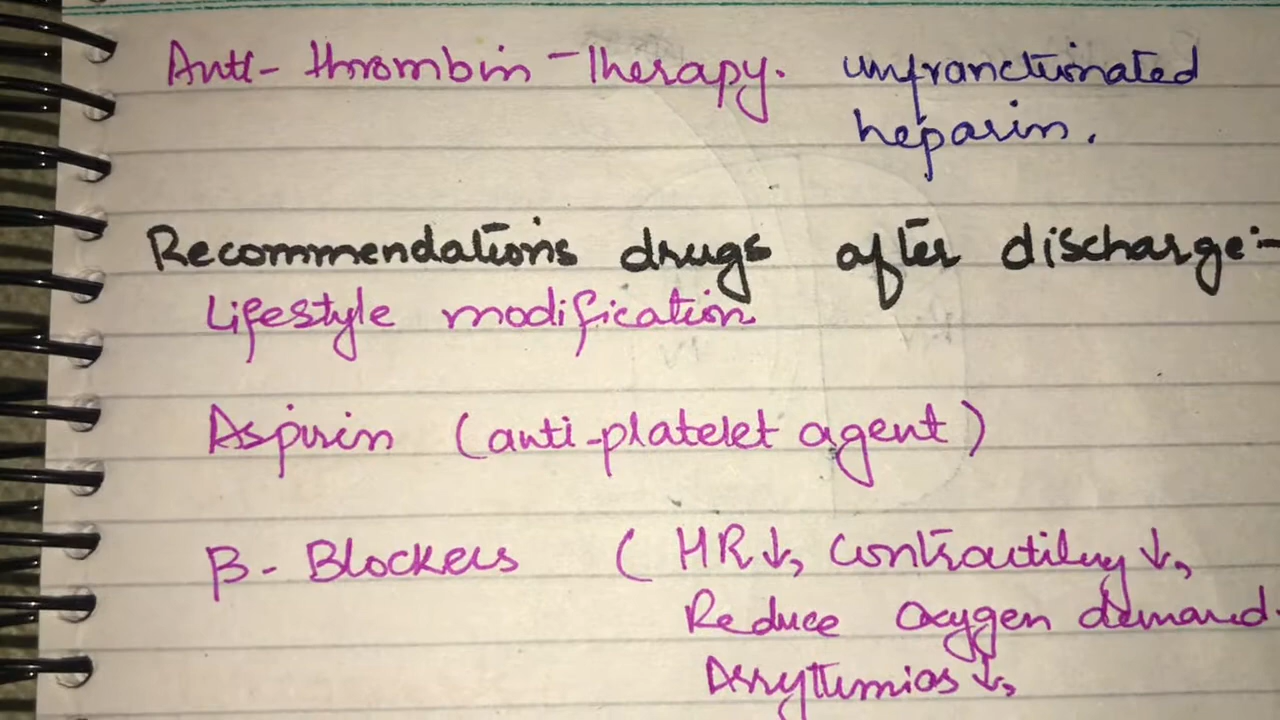 Anti- thrombin - Therapy. unfranctionated
heparin.
Recommendations drugs after discharge:-
Lifestyle modification
Aspirin (anti-platelet agent)
β- Blockers ( HR↓, contractility ↓,
Reduce oxygen demand.
Arrythmias ↓,